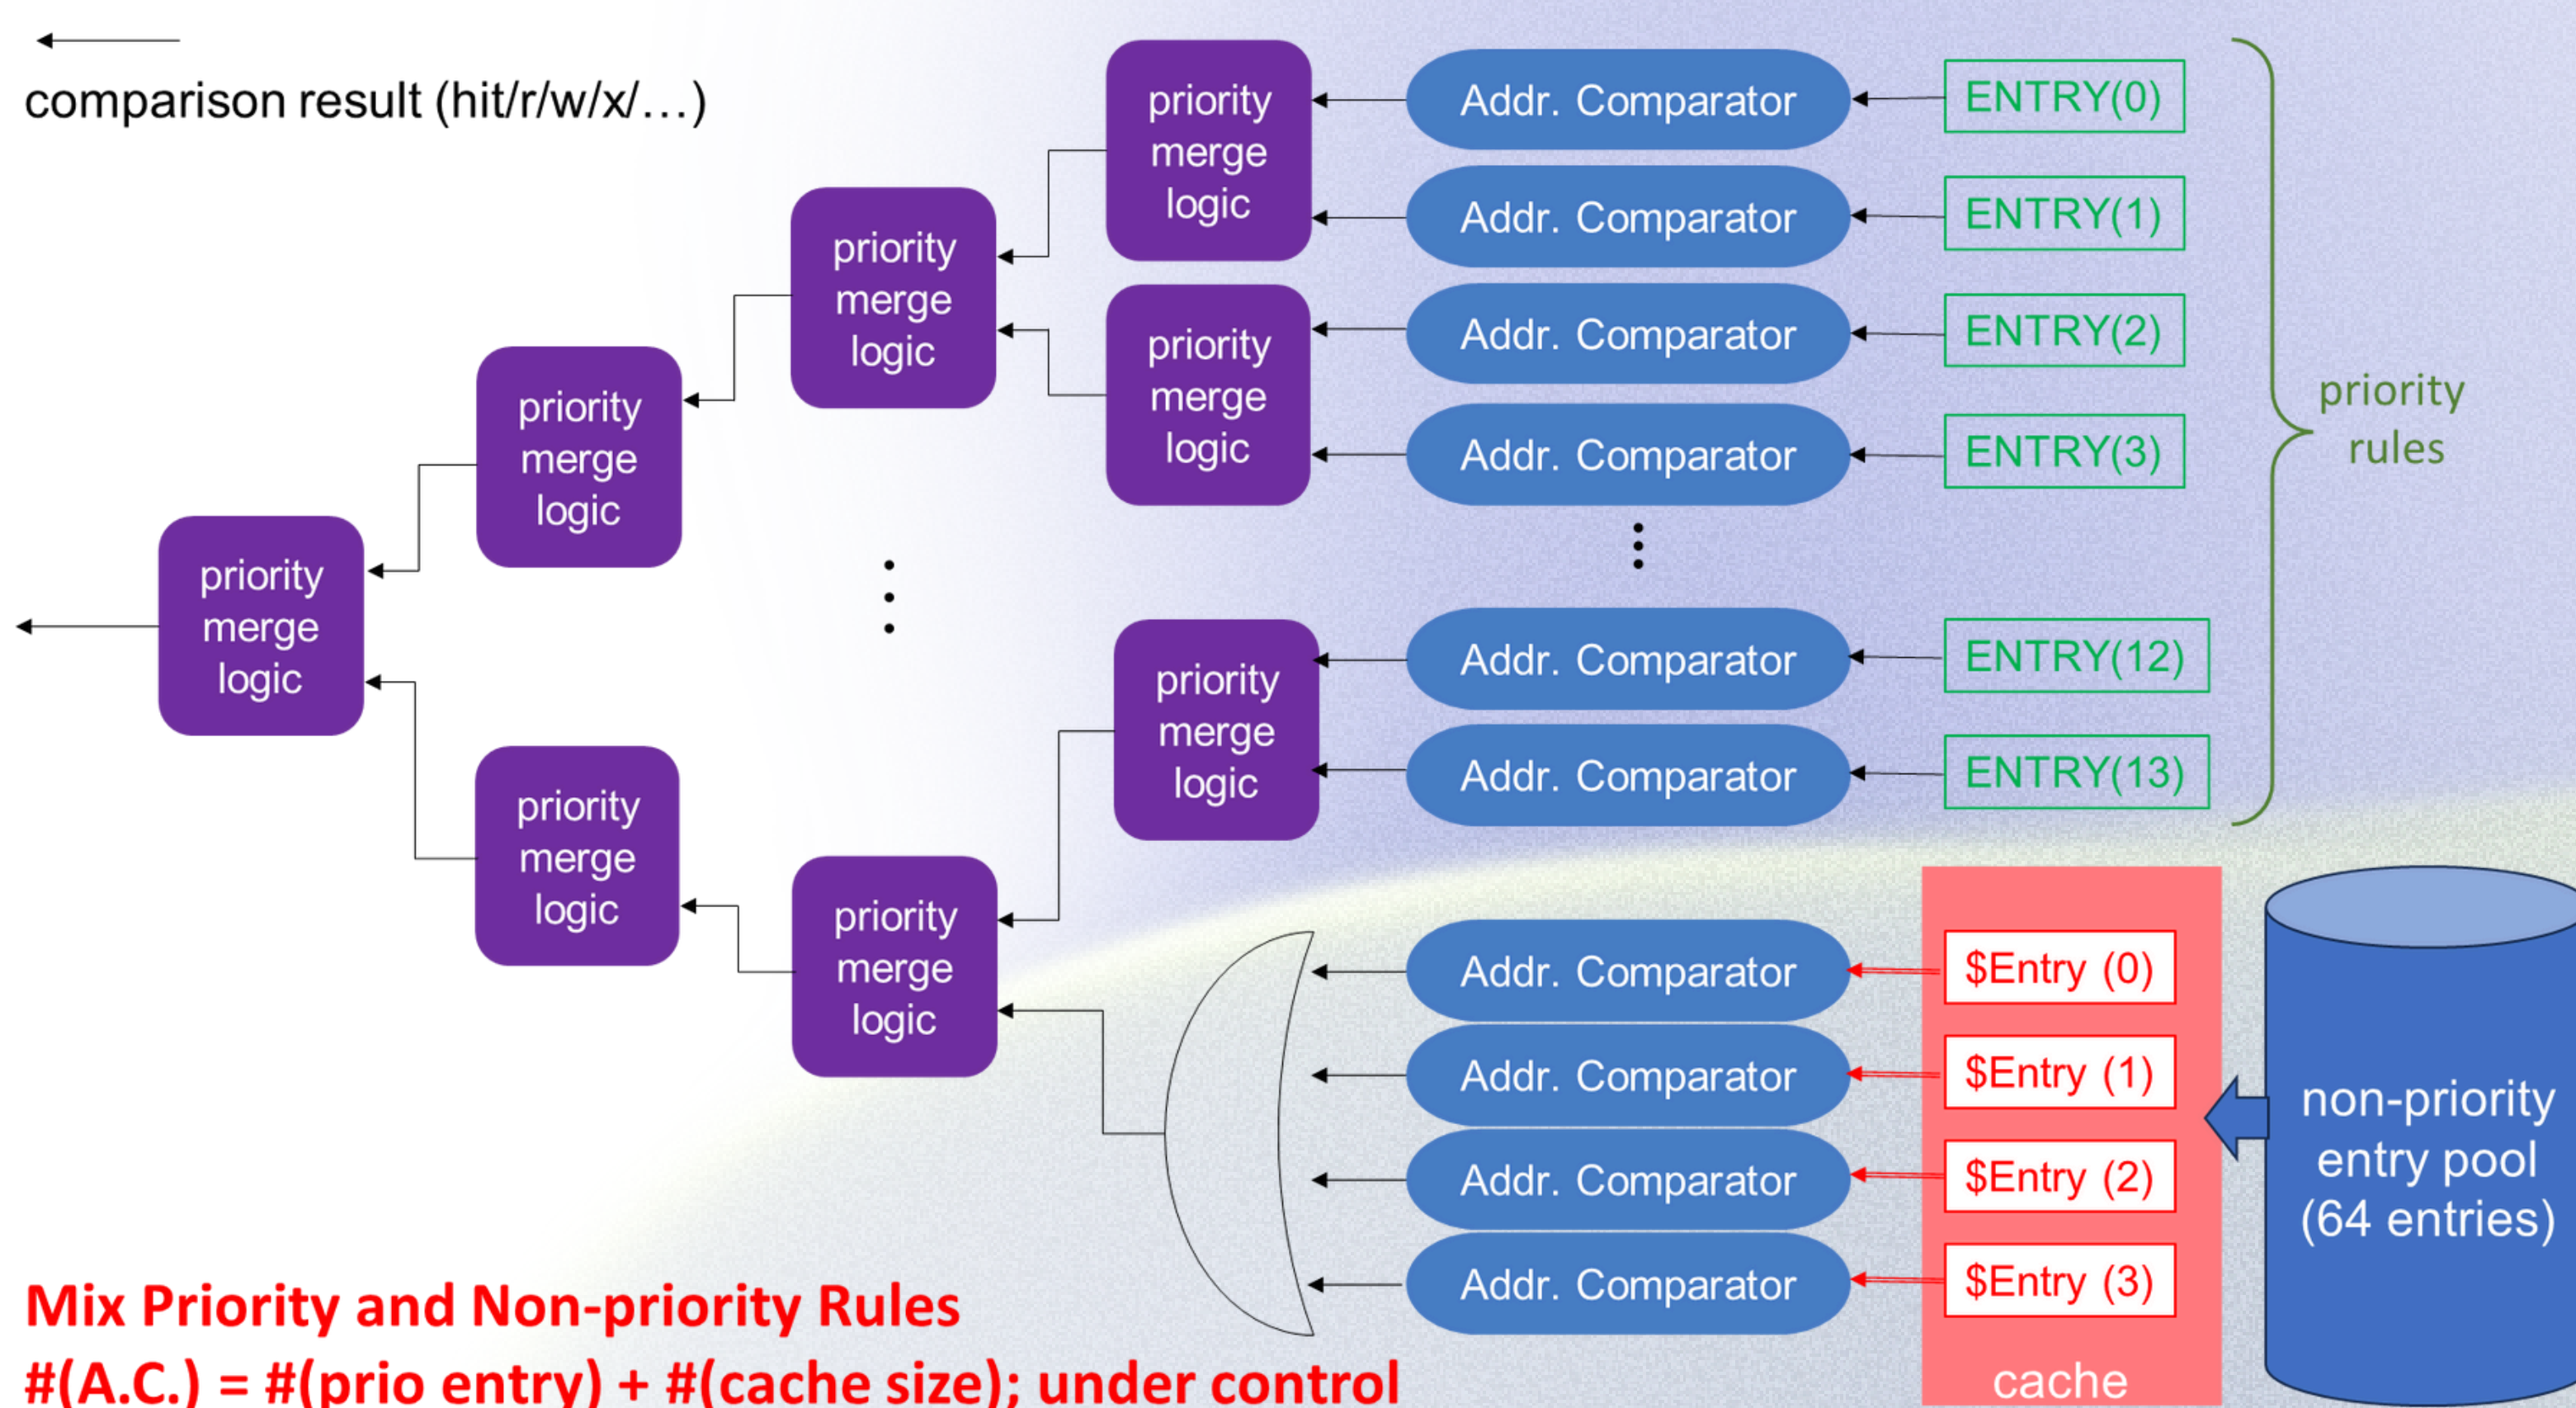 comparison result (hit/r/w/x/…)
priority
merge
logic
Addr. Comparator
ENTRY(0)
Addr. Comparator
ENTRY(1)
priority
merge
logic
priority
merge
logic
Addr. Comparator
ENTRY(2)
Addr. Comparator
ENTRY(3)
priority
rules
priority
merge
logic
priority
merge
logic
priority
merge
logic
Addr. Comparator
ENTRY(12)
Addr. Comparator
ENTRY(13)
priority
merge
logic
priority
merge
logic
Addr. Comparator
$Entry (0)
Addr. Comparator
$Entry (1)
Addr. Comparator
$Entry (2)
Addr. Comparator
$Entry (3)
cache
non-priority
entry pool
(64 entries)
Mix Priority and Non-priority Rules
#(A.C.) = #(prio entry) + #(cache size); under control